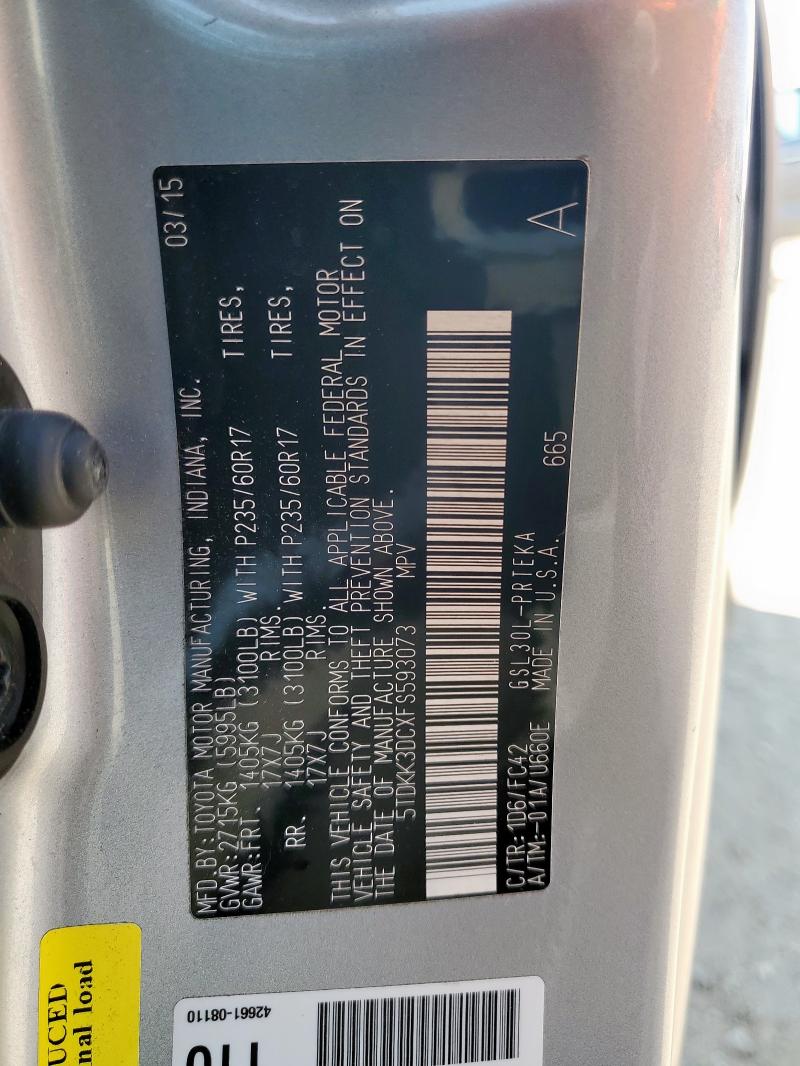 MFD.BY:TOYOTA MOTOR MANUFACTURING, INDIANA, INC. 03/15
GVWR:2715KG (5995LB)
GAWR:FRT. 1405KG (3100LB) WITH P235/60R17 TIRES,
17X7J RIMS.
RR. 1405KG (3100LB) WITH P235/60R17 TIRES,
17X7J RIMS.
THIS VEHICLE CONFORMS TO ALL APPLICABLE FEDERAL MOTOR
VEHICLE SAFETY AND THEFT PREVENTION STANDARDS IN EFFECT ON
THE DATE OF MANUFACTURE SHOWN ABOVE.
5TDKK3DCXFS593073 MPV
C/TR:1D6/FC42 GSL30L-PRTEKA 665
A/TM:-01A/U660E MADE IN U.S.A. A
nal load
42661-08110